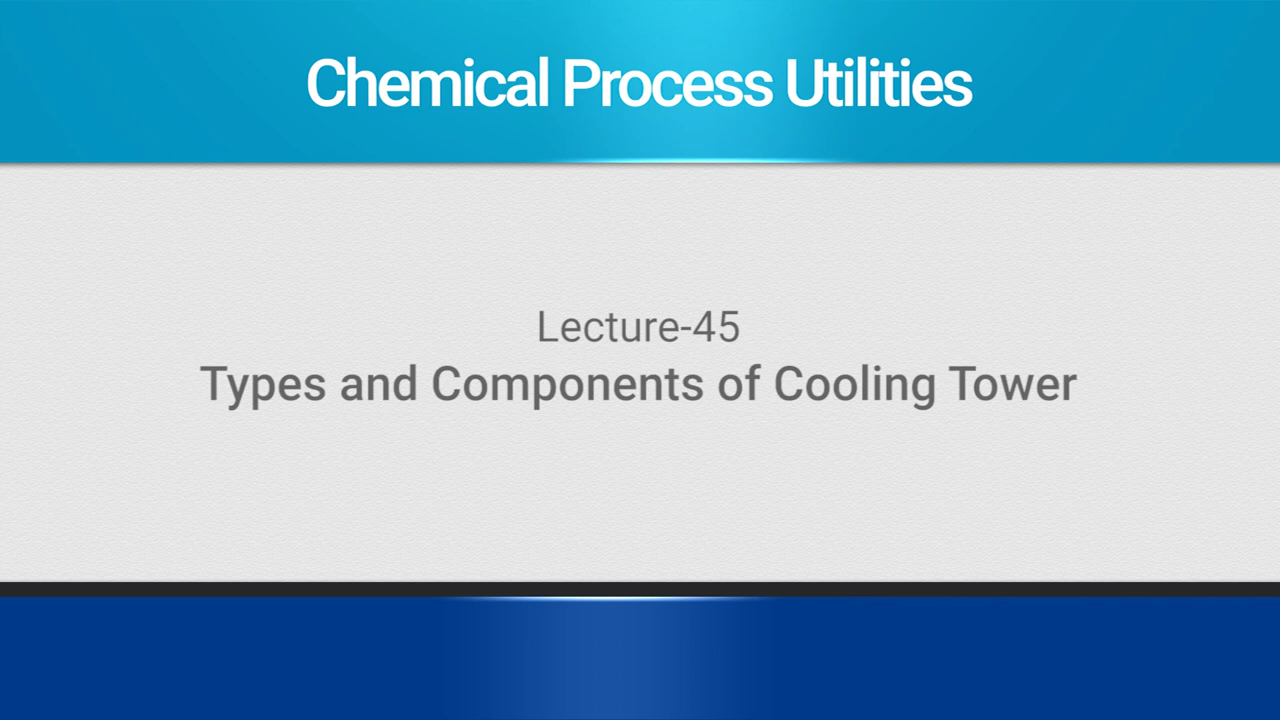 Chemical Process Utilities
Lecture-45
Types and Components of Cooling Tower